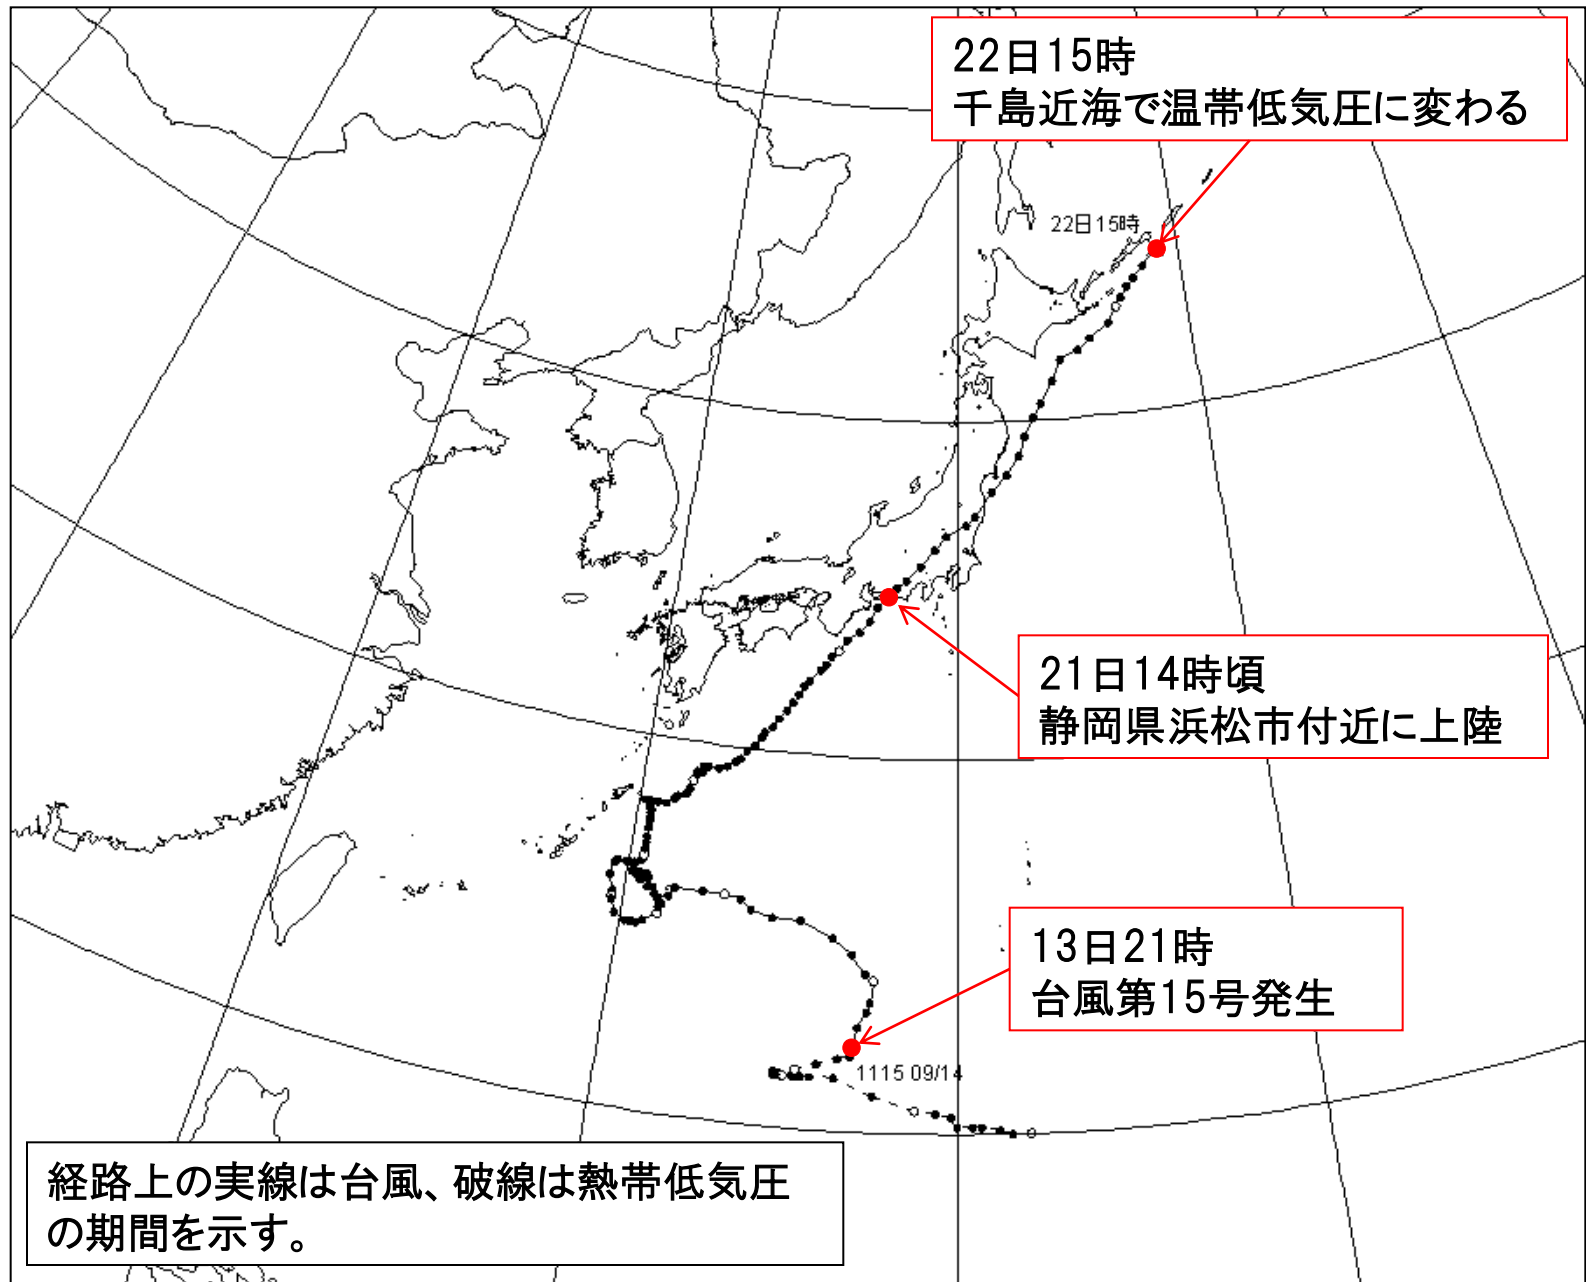 22日15時
千島近海で温帯低気圧に変わる
22日15時
21日14時頃
静岡県浜松市付近に上陸
13日21時
台風第15号発生
1115 09/14
経路上の実線は台風、破線は熱帯低気圧
の期間を示す。